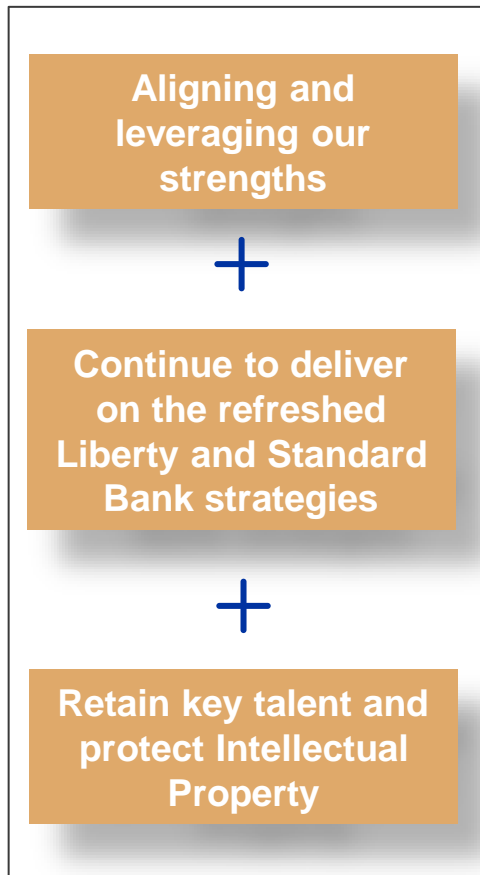 Aligning and
leveraging our
strengths
+
Continue to deliver
on the refreshed
Liberty and Standard
Bank strategies
+
Retain key talent and
protect Intellectual
Property